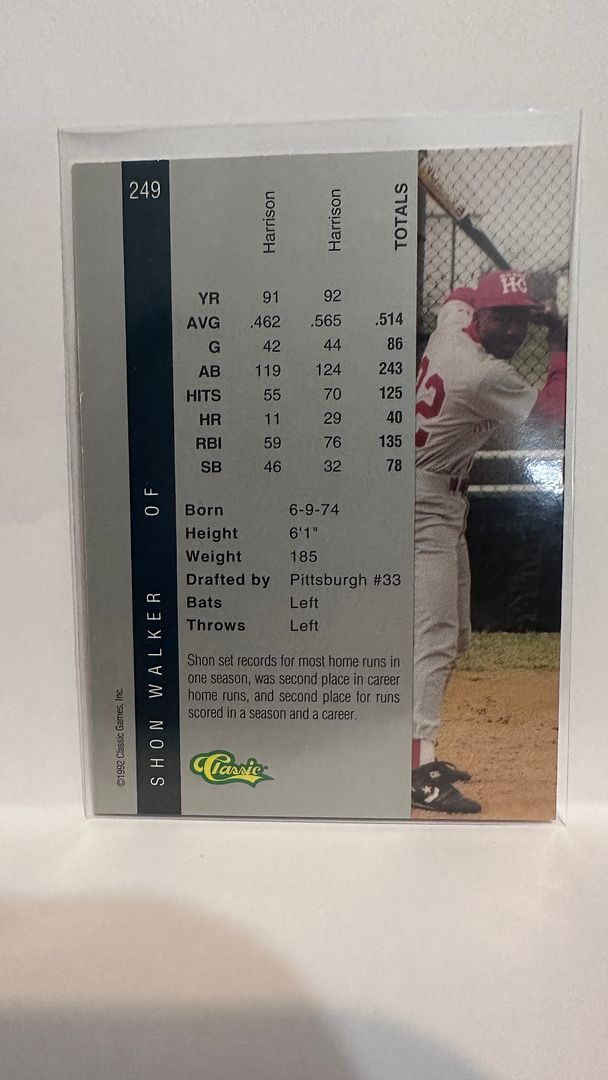 249
SHON WALKER OF
©1992 Classic Games, Inc.
Harrison Harrison TOTALS
YR 91 92
AVG .462 .565 .514
G 42 44 86
AB 119 124 243
HITS 55 70 125
HR 11 29 40
RBI 59 76 135
SB 46 32 78
Born 6-9-74
Height 6'1"
Weight 185
Drafted by Pittsburgh #33
Bats Left
Throws Left
Shon set records for most home runs in
one season, was second place in career
home runs, and second place for runs
scored in a season and a career.
Classic
HC
2